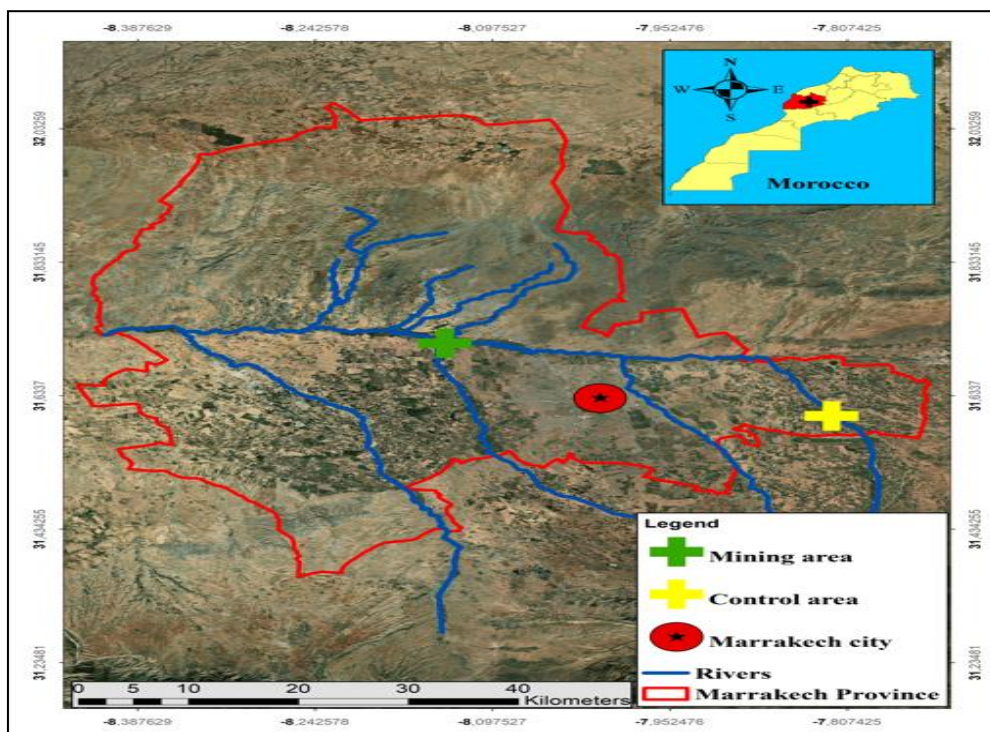 -8,387629 -8,242578 -8,097527 -7,952476 -7,807425
32,03259
31,833145
31,6337
31,434255
31,23481
N
W E
S
Morocco
32,03259
31,833145
31,6337
31,434255
31,23481
Legend
Mining area
Control area
Marrakech city
Rivers
Marrakech Province
0 5 10 20 30 40
Kilometers
-8,387629 -8,242578 -8,097527 -7,952476 -7,807425